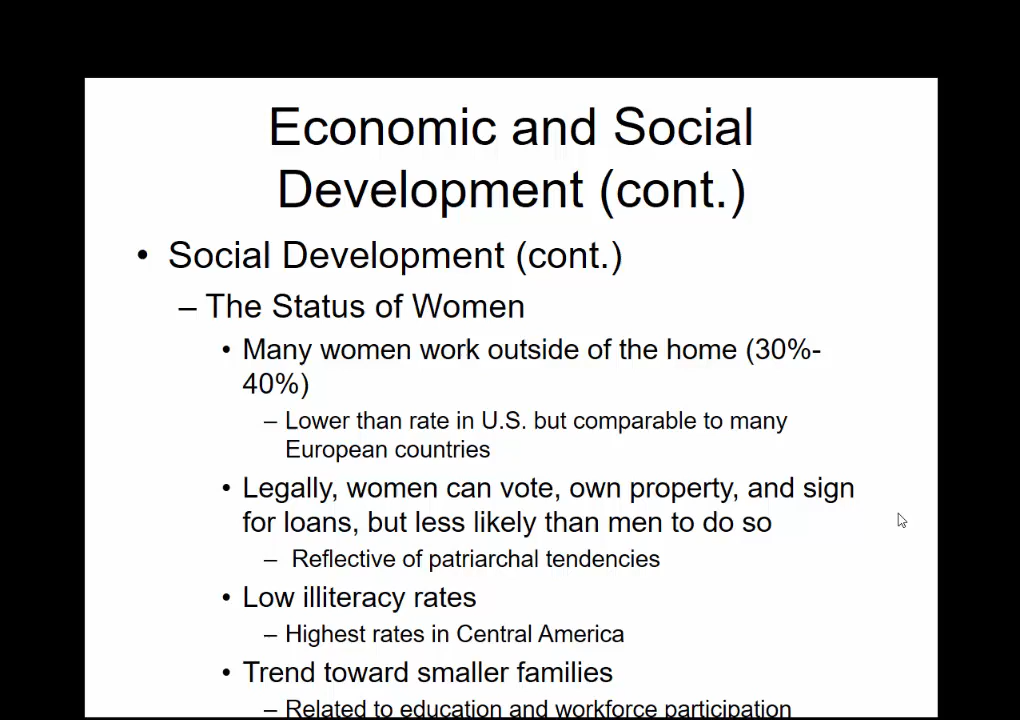 Economic and Social
Development (cont.)
• Social Development (cont.)
– The Status of Women
• Many women work outside of the home (30%-
40%)
– Lower than rate in U.S. but comparable to many
European countries
• Legally, women can vote, own property, and sign
for loans, but less likely than men to do so
– Reflective of patriarchal tendencies
• Low illiteracy rates
– Highest rates in Central America
• Trend toward smaller families
– Related to education and workforce participation